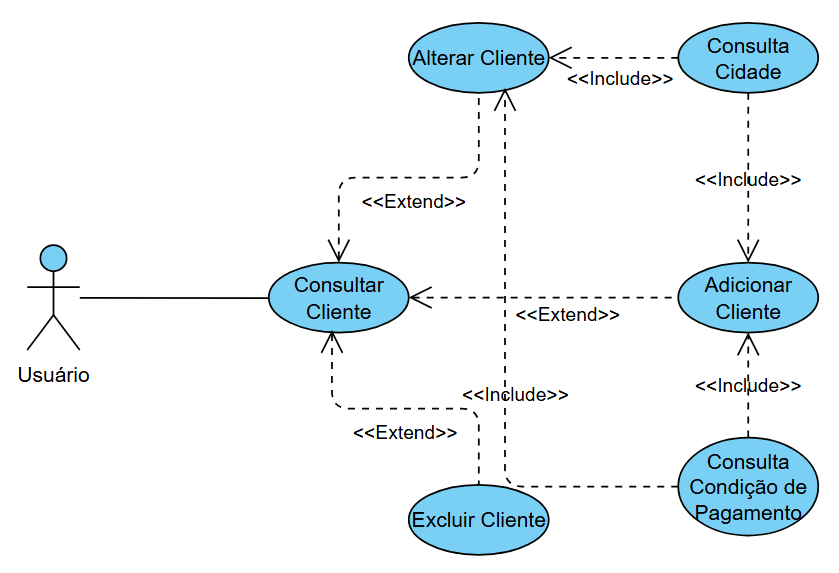 Alterar Cliente
Consulta
Cidade
<<Include>>
<<Include>>
<<Extend>>
Consultar
Cliente
Adicionar
Cliente
<<Extend>>
Usuário
<<Include>>
<<Include>>
<<Extend>>
Consulta
Condição de
Pagamento
Excluir Cliente